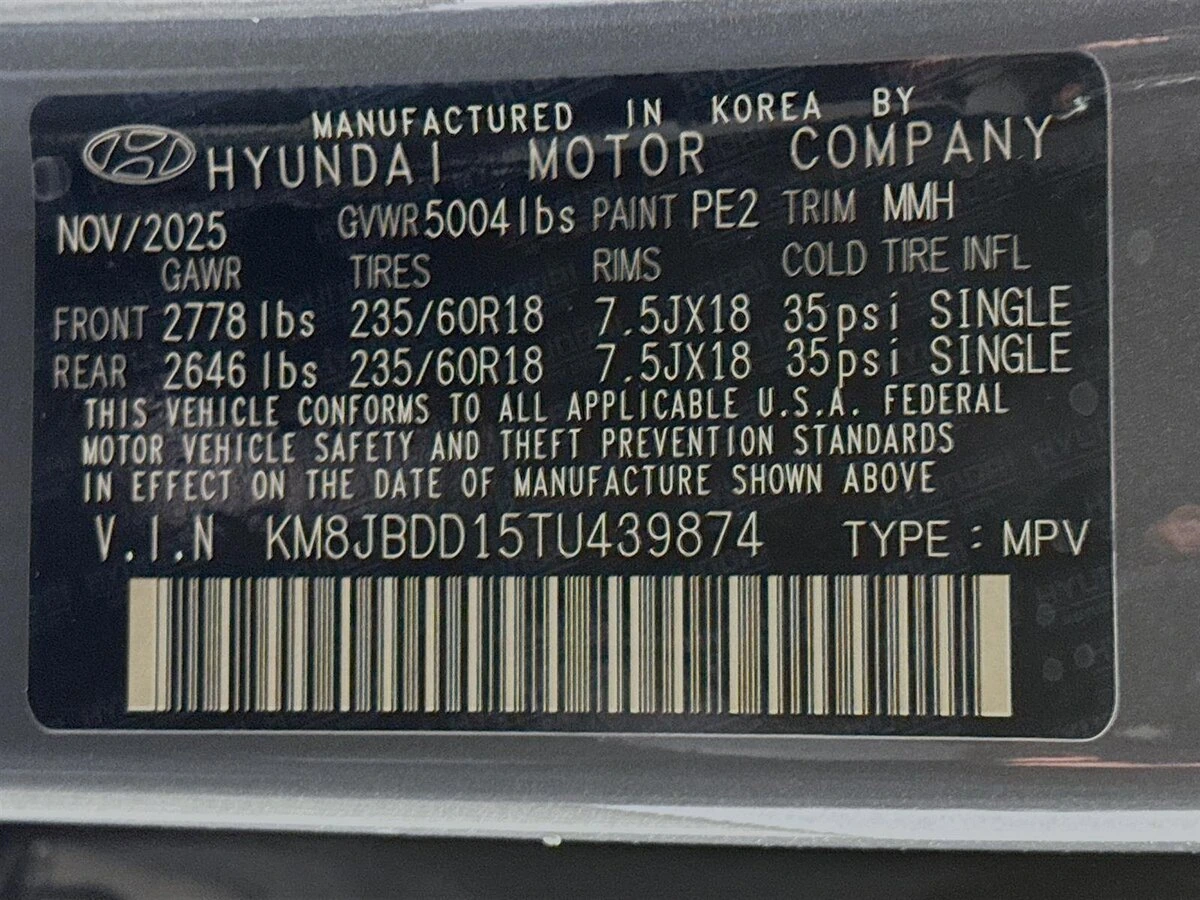 MANUFACTURED IN KOREA BY
HYUNDAI MOTOR COMPANY
NOV/2025 GVWR 5004 lbs PAINT PE2 TRIM MMH
GAWR TIRES RIMS COLD TIRE INFL
FRONT 2778 lbs 235/60R18 7.5JX18 35psi SINGLE
REAR 2646 lbs 235/60R18 7.5JX18 35psi SINGLE
THIS VEHICLE CONFORMS TO ALL APPLICABLE U.S.A. FEDERAL
MOTOR VEHICLE SAFETY AND THEFT PREVENTION STANDARDS
IN EFFECT ON THE DATE OF MANUFACTURE SHOWN ABOVE
V.I.N KM8JBDD15TU439874 TYPE : MPV